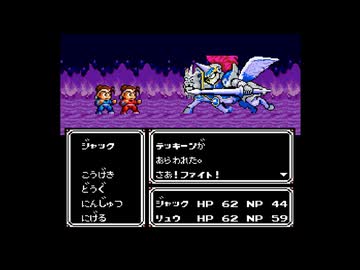 ジャック
こうげき
どうぐ
にんじゅつ
にげる
テッキーンが
あらわれた。
さあ!ファイト!
ジャック HP 62 NP 44
リュウ HP 62 NP 59